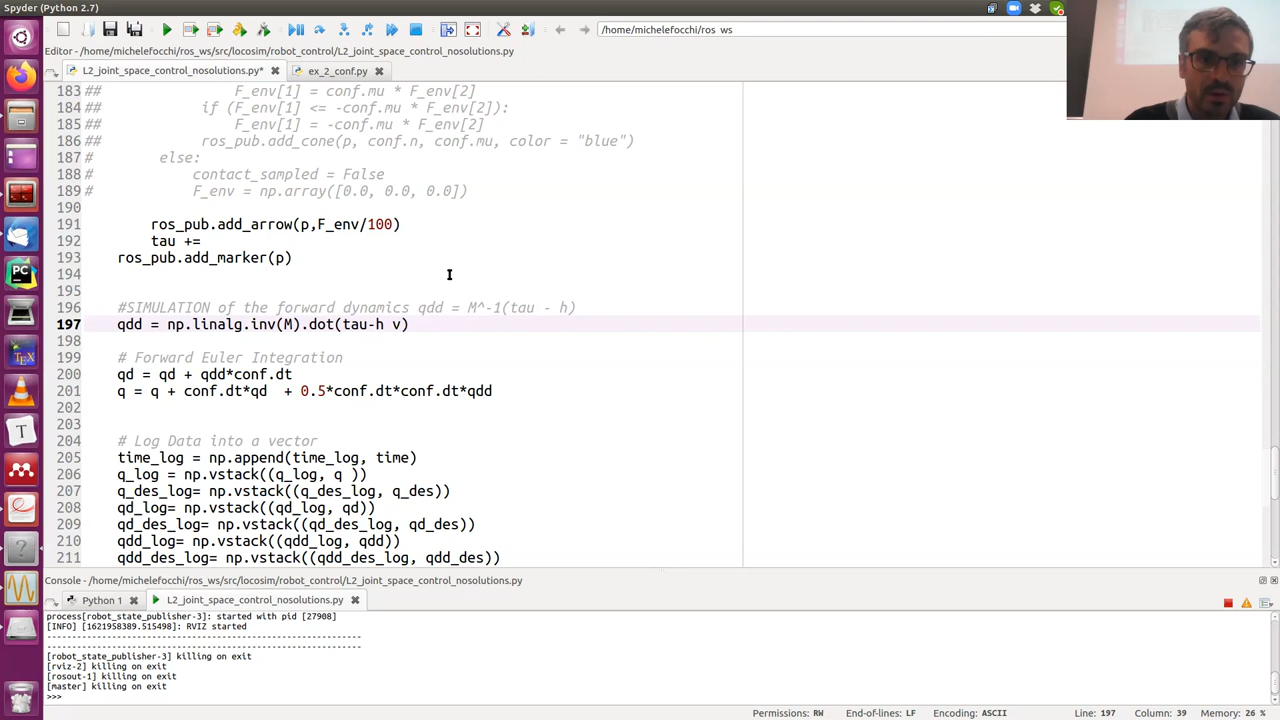 Spyder (Python 2.7)
/home/michelefocchi/ros_ws
Editor - /home/michelefocchi/ros_ws/src/locosim/robot_control/L2_joint_space_control_nosolutions.py
L2_joint_space_control_nosolutions.py* ex_2_conf.py
183 ## F_env[1] = conf.mu * F_env[2]
184 ## if (F_env[1] <= -conf.mu * F_env[2]):
185 ## F_env[1] = -conf.mu * F_env[2]
186 ## ros_pub.add_cone(p, conf.n, conf.mu, color = "blue")
187 # else:
188 # contact_sampled = False
189 # F_env = np.array([0.0, 0.0, 0.0])
190
191 ros_pub.add_arrow(p,F_env/100)
192 tau +=
193 ros_pub.add_marker(p)
194
195
196 #SIMULATION of the forward dynamics qdd = M^-1(tau - h)
197 qdd = np.linalg.inv(M).dot(tau-h v)
198
199 # Forward Euler Integration
200 qd = qd + qdd*conf.dt
201 q = q + conf.dt*qd + 0.5*conf.dt*conf.dt*qdd
202
203
204 # Log Data into a vector
205 time_log = np.append(time_log, time)
206 q_log = np.vstack((q_log, q ))
207 q_des_log= np.vstack((q_des_log, q_des))
208 qd_log= np.vstack((qd_log, qd))
209 qd_des_log= np.vstack((qd_des_log, qd_des))
210 qdd_log= np.vstack((qdd_log, qdd))
211 qdd_des_log= np.vstack((qdd_des_log, qdd_des))
Console - /home/michelefocchi/ros_ws/src/locosim/robot_control/L2_joint_space_control_nosolutions.py
Python 1 L2_joint_space_control_nosolutions.py
process[robot_state_publisher-3]: started with pid [27908]
[INFO] [1621958389.515498]: RVIZ started
--------------------------------------------------------------
--------------------------------------------------------------
[robot_state_publisher-3] killing on exit
[rviz-2] killing on exit
[rosout-1] killing on exit
[master] killing on exit
>>>
Permissions: RW End-of-lines: LF Encoding: ASCII Line: 197 Column: 39 Memory: 26 %
PC
TEX
T
?